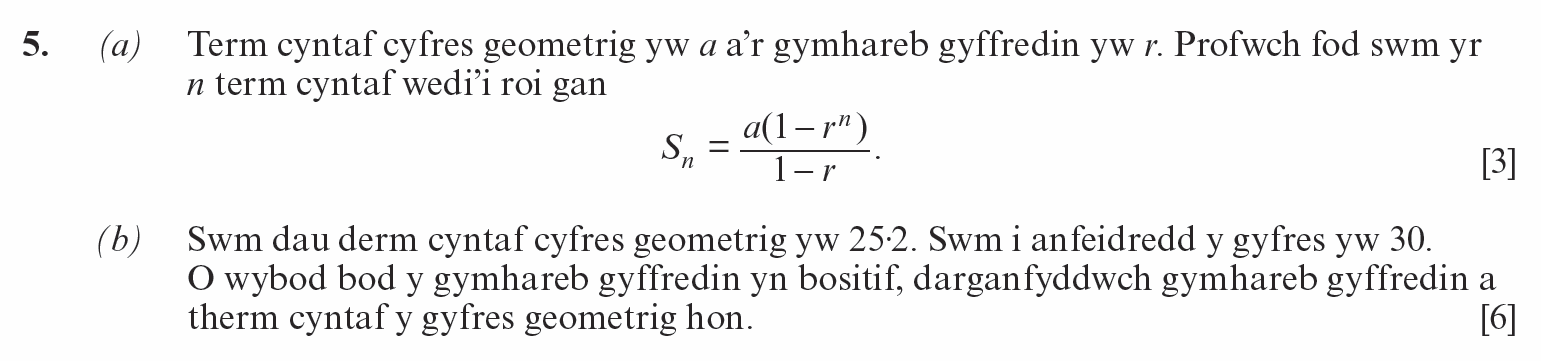 5. (a) Term cyntaf cyfres geometrig yw a a’r gymhareb gyffredin yw r. Profwch fod swm yr
n term cyntaf wedi’i roi gan
Sₙ = a(1 – rⁿ) / 1 – r .
[3]
(b) Swm dau derm cyntaf cyfres geometrig yw 25·2. Swm i anfeidredd y gyfres yw 30.
O wybod bod y gymhareb gyffredin yn bositif, darganfyddwch gymhareb gyffredin a
therm cyntaf y gyfres geometrig hon. [6]